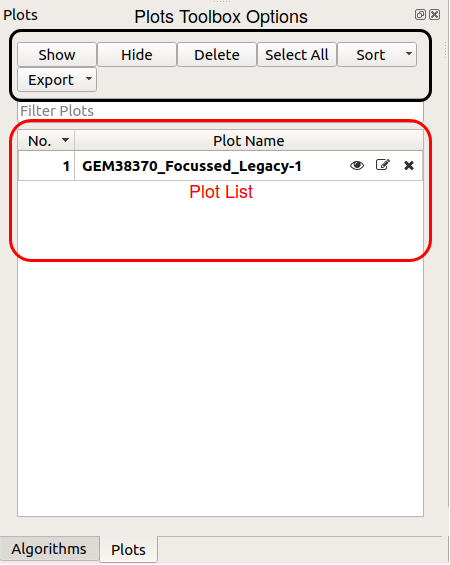 Plots Plots Toolbox Options
Show Hide Delete Select All Sort
Export
Filter Plots
No. Plot Name
1 GEM38370_Focussed_Legacy-1
Plot List
Algorithms Plots